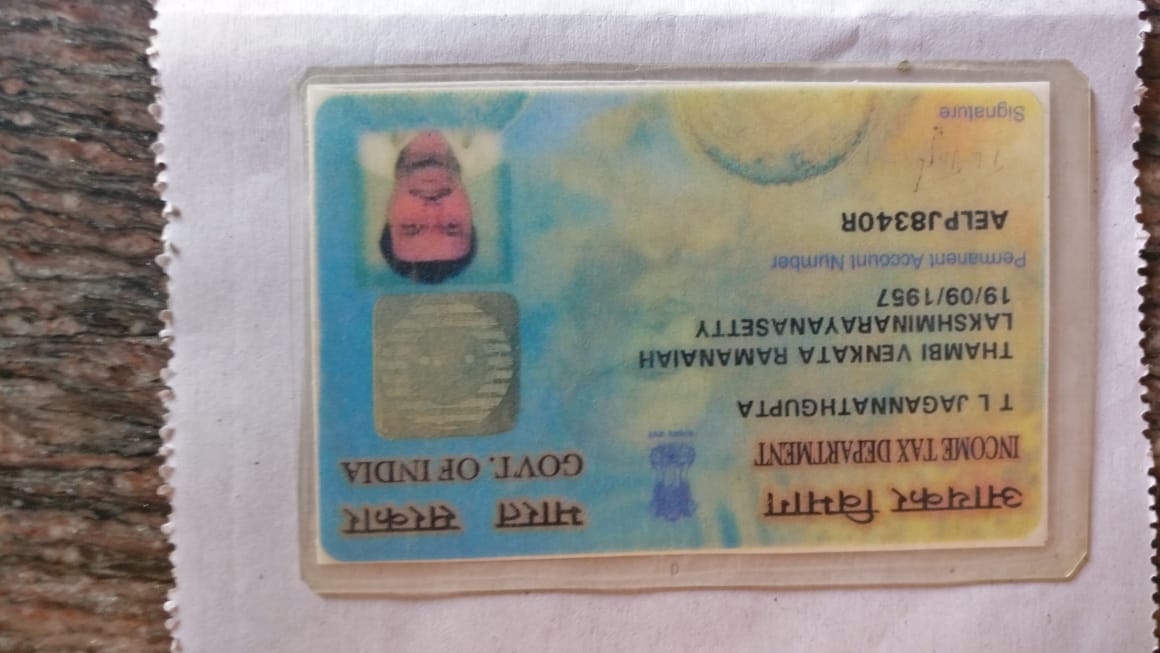 आयकर विभाग
INCOME TAX DEPARTMENT
भारत सरकार
GOVT. OF INDIA
T L JAGANNATHGUPTA
THAMBI VENKATA RAMANAIAH
LAKSHMINARAYANASETTY
19/09/1957
Permanent Account Number
AELPJ8340R
Signature